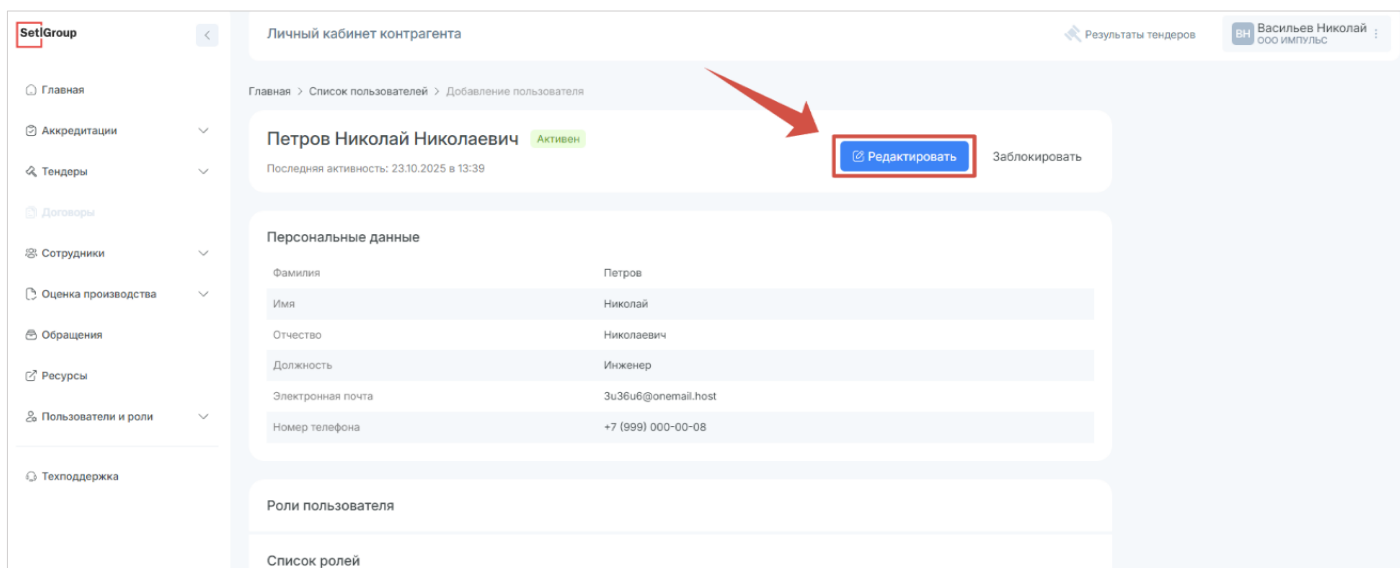 SetlGroup
Личный кабинет контрагента
Результаты тендеров
ВН
Васильев Николай
ООО ИМПУЛЬС
Главная
Аккредитации
Тендеры
Договоры
Сотрудники
Оценка производства
Обращения
Ресурсы
Пользователи и роли
Техподдержка
Главная > Список пользователей > Добавление пользователя
Петров Николай Николаевич Активен
Последняя активность: 23.10.2025 в 13:39
Редактировать
Заблокировать
Персональные данные
Фамилия Петров
Имя Николай
Отчество Николаевич
Должность Инженер
Электронная почта 3u36u6@onemail.host
Номер телефона +7 (999) 000-00-08
Роли пользователя
Список ролей